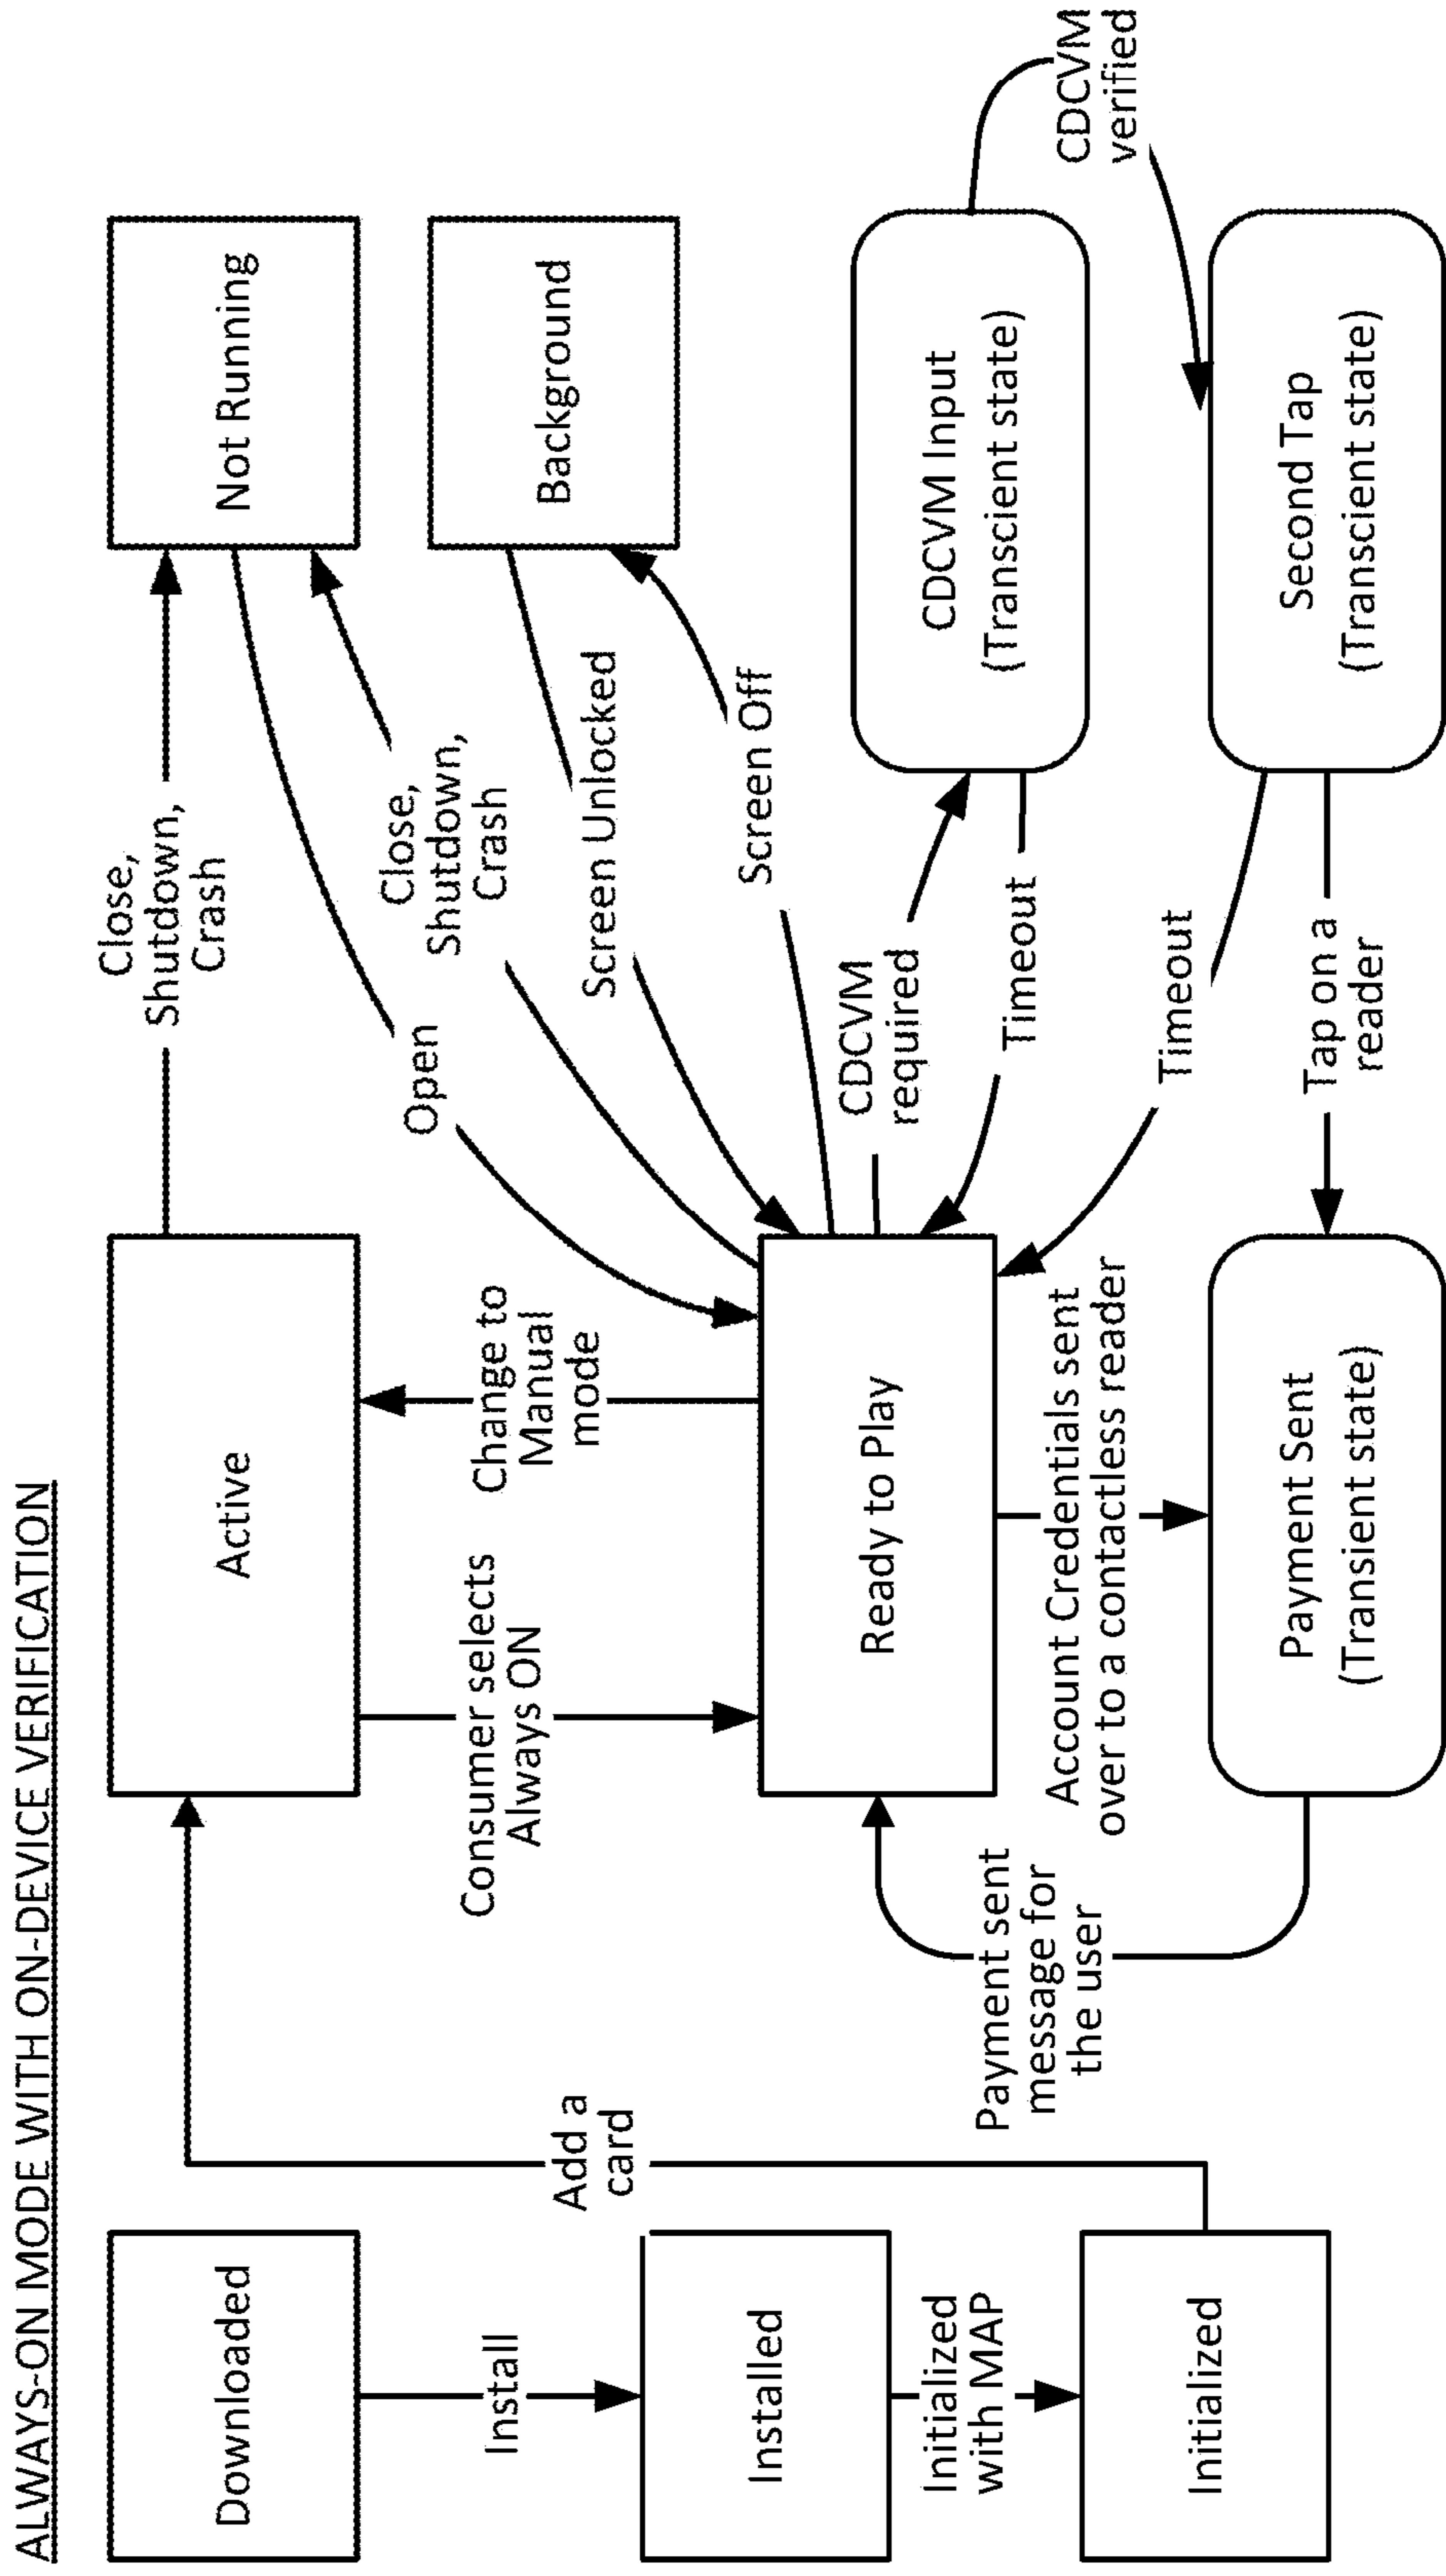 ALWAYS-ON MODE WITH ON-DEVICE VERIFICATION
Downloaded
Install
Installed
Initialized
with MAP
Initialized
Add a
card
Active
Consumer selects
Always ON
Change to
Manual
mode
Ready to Play
Payment sent
message for
the user
Account Credentials sent
over to a contactless reader
Payment Sent
(Transient state)
Close,
Shutdown,
Crash
Open
Close,
Shutdown,
Crash
Screen Unlocked
Screen Off
CDCVM
required
Timeout
Timeout
Tap on a
reader
Not Running
Background
CDCVM Input
(Transcient state)
CDCVM
verified
Second Tap
(Transcient state)